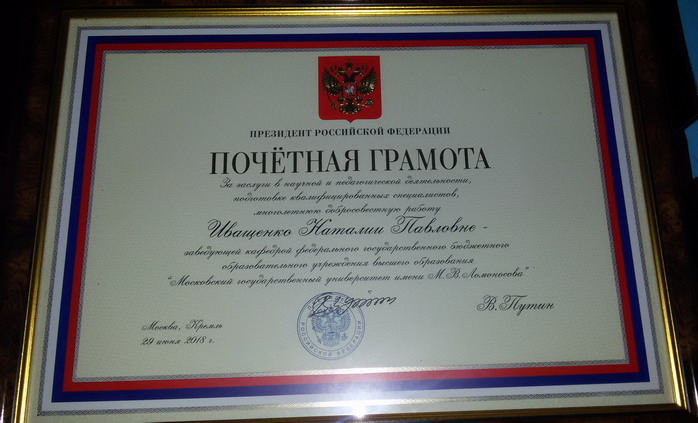 ПРЕЗИДЕНТ РОССИЙСКОЙ ФЕДЕРАЦИИ
ПОЧЁТНАЯ ГРАМОТА
За заслуги в научной и педагогической деятельности,
подготовке квалифицированных специалистов,
многолетнюю добросовестную работу
Иващенко Наталии Павловне -
заведующей кафедрой федерального государственного бюджетного
образовательного учреждения высшего образования
"Московский государственный университет имени М.В.Ломоносова"
В.Путин
Москва, Кремль
29 июня 2018 г.
РОССИЙСКОЙ ФЕДЕРАЦИИ